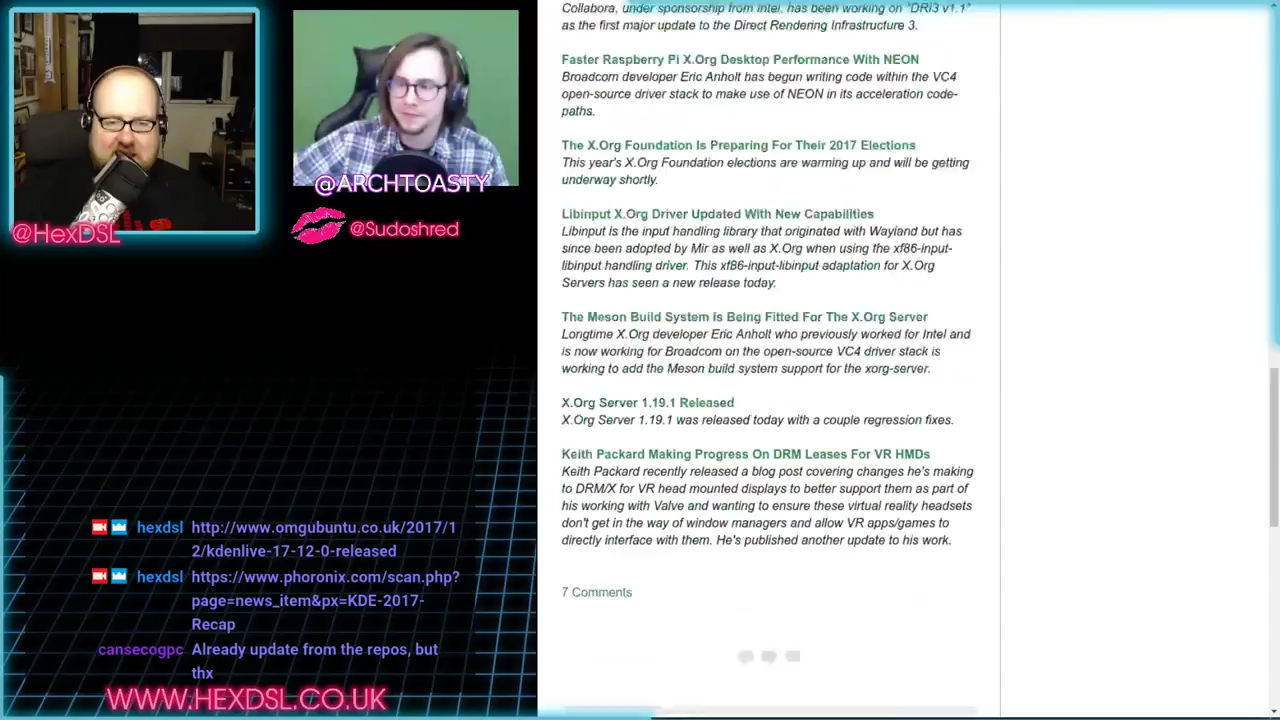 @HexDSL
@ARCHTOASTY
@Sudoshred
hexdsl http://www.omgubuntu.co.uk/2017/1
2/kdenlive-17-12-0-released
hexdsl https://www.phoronix.com/scan.php?
page=news_item&px=KDE-2017-
Recap
cansecogpc Already update from the repos, but
thx
WWW.HEXDSL.CO.UK
Collabora, under sponsorship from Intel, has been working on "DRI3 v1.1"
as the first major update to the Direct Rendering Infrastructure 3.
Faster Raspberry Pi X.Org Desktop Performance With NEON
Broadcom developer Eric Anholt has begun writing code within the VC4
open-source driver stack to make use of NEON in its acceleration code-
paths.
The X.Org Foundation Is Preparing For Their 2017 Elections
This year's X.Org Foundation elections are warming up and will be getting
underway shortly.
Libinput X.Org Driver Updated With New Capabilities
Libinput is the input handling library that originated with Wayland but has
since been adopted by Mir as well as X.Org when using the xf86-input-
libinput handling driver. This xf86-input-libinput adaptation for X.Org
Servers has seen a new release today.
The Meson Build System Is Being Fitted For The X.Org Server
Longtime X.Org developer Eric Anholt who previously worked for Intel and
is now working for Broadcom on the open-source VC4 driver stack is
working to add the Meson build system support for the xorg-server.
X.Org Server 1.19.1 Released
X.Org Server 1.19.1 was released today with a couple regression fixes.
Keith Packard Making Progress On DRM Leases For VR HMDs
Keith Packard recently released a blog post covering changes he's making
to DRM/X for VR head mounted displays to better support them as part of
his working with Valve and wanting to ensure these virtual reality headsets
don't get in the way of window managers and allow VR apps/games to
directly interface with them. He's published another update to his work.
7 Comments